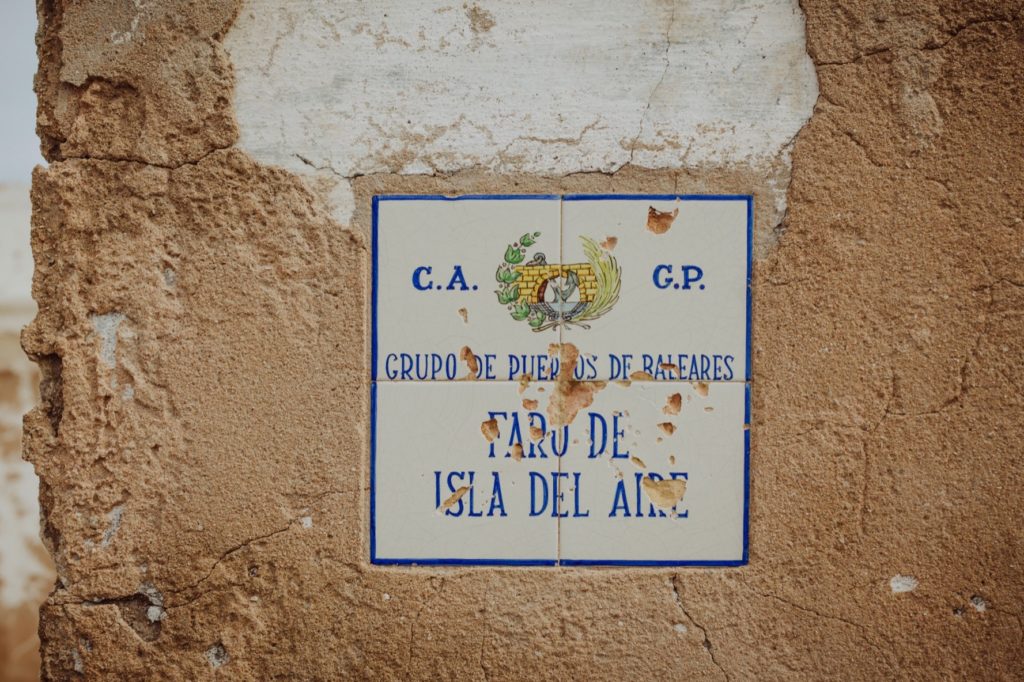 C.A. G.P.
GRUPO DE PUERTOS DE BALEARES
FARO DE
ISLA DEL AIRE